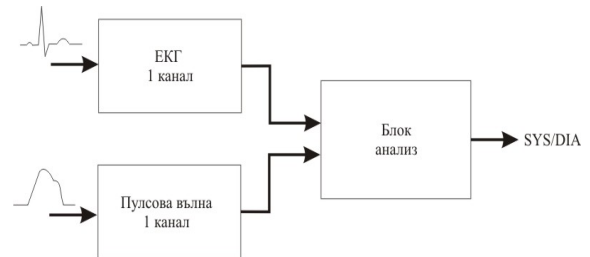 ЕКГ
1 канал
Блок
анализ
SYS/DIA
Пулсова вълна
1 канал